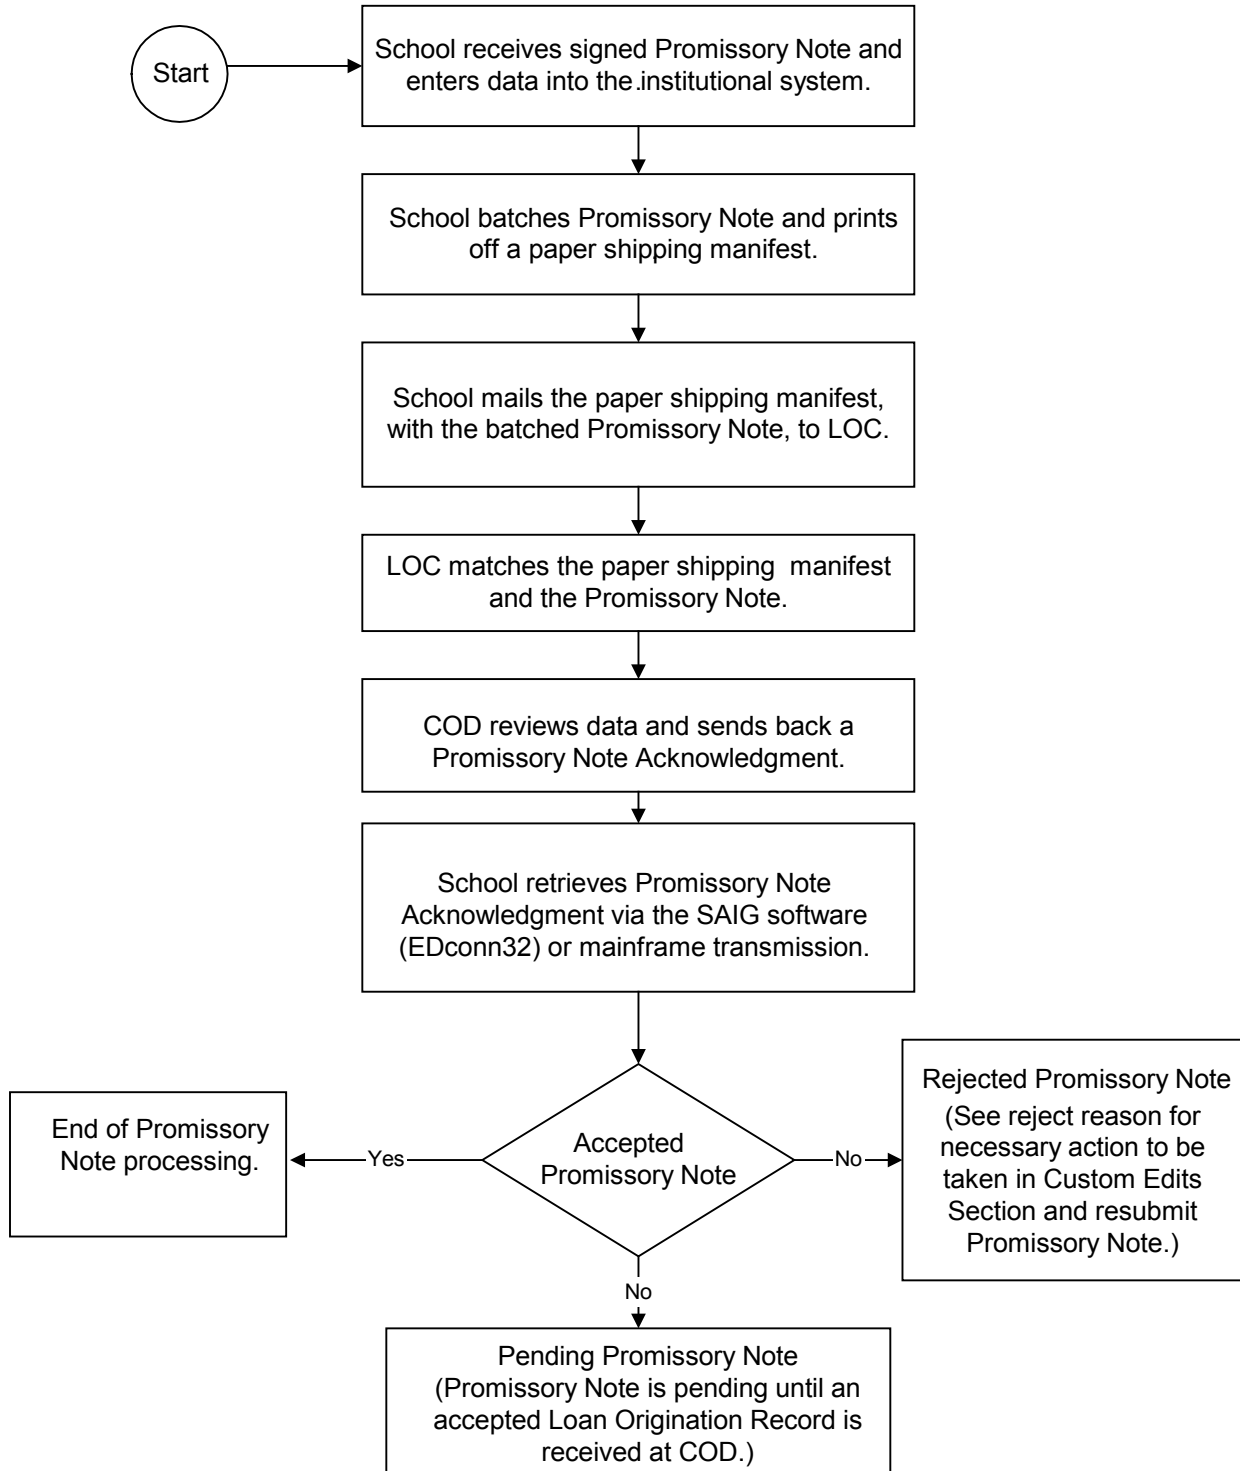 Start
School receives signed Promissory Note and
enters data into the.institutional system.
School batches Promissory Note and prints
off a paper shipping manifest.
School mails the paper shipping manifest,
with the batched Promissory Note, to LOC.
LOC matches the paper shipping manifest
and the Promissory Note.
COD reviews data and sends back a
Promissory Note Acknowledgment.
School retrieves Promissory Note
Acknowledgment via the SAIG software
(EDconn32) or mainframe transmission.
Accepted
Promissory Note
Yes
End of Promissory
Note processing.
No
Rejected Promissory Note
(See reject reason for
necessary action to be
taken in Custom Edits
Section and resubmit
Promissory Note.)
No
Pending Promissory Note
(Promissory Note is pending until an
accepted Loan Origination Record is
received at COD.)